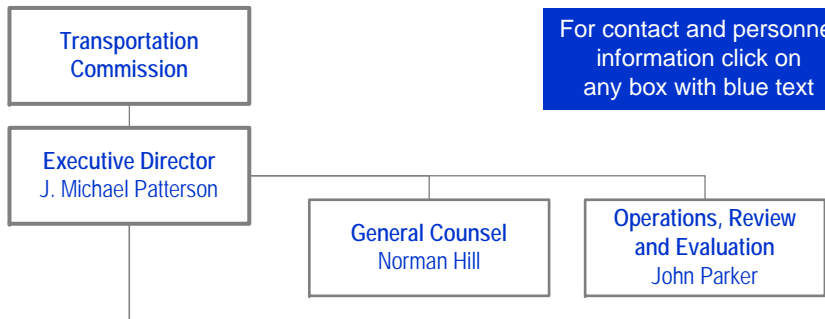 Transportation
Commission
For contact and personne
information click on
any box with blue text
Executive Director
J. Michael Patterson
General Counsel
Norman Hill
Operations, Review
and Evaluation
John Parker